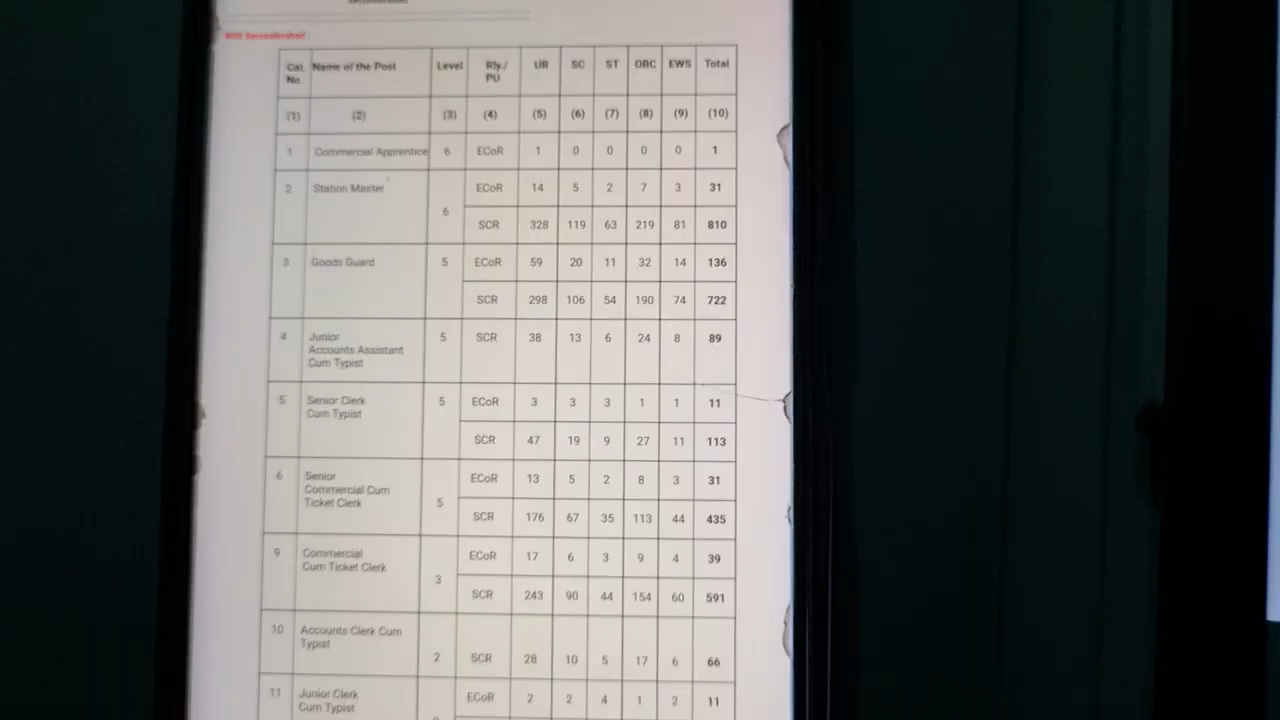 RRB Secunderabad :
Cat. No. Name of the Post Level Rly./ PU UR SC ST OBC EWS Total
(1) (2) (3) (4) (5) (6) (7) (8) (9) (10)
1 Commercial Apprentice 6 ECoR 1 0 0 0 0 1
2 Station Master 6 ECoR 14 5 2 7 3 31
SCR 328 119 63 219 81 810
3 Goods Guard 5 ECoR 59 20 11 32 14 136
SCR 298 106 54 190 74 722
4 Junior Accounts Assistant Cum Typist 5 SCR 38 13 6 24 8 89
5 Senior Clerk Cum Typist 5 ECoR 3 3 3 1 1 11
SCR 47 19 9 27 11 113
6 Senior Commercial Cum Ticket Clerk 5 ECoR 13 5 2 8 3 31
SCR 176 67 35 113 44 435
9 Commercial Cum Ticket Clerk 3 ECoR 17 6 3 9 4 39
SCR 243 90 44 154 60 591
10 Accounts Clerk Cum Typist 2 SCR 28 10 5 17 6 66
11 Junior Clerk Cum Typist ECoR 2 2 4 1 2 11